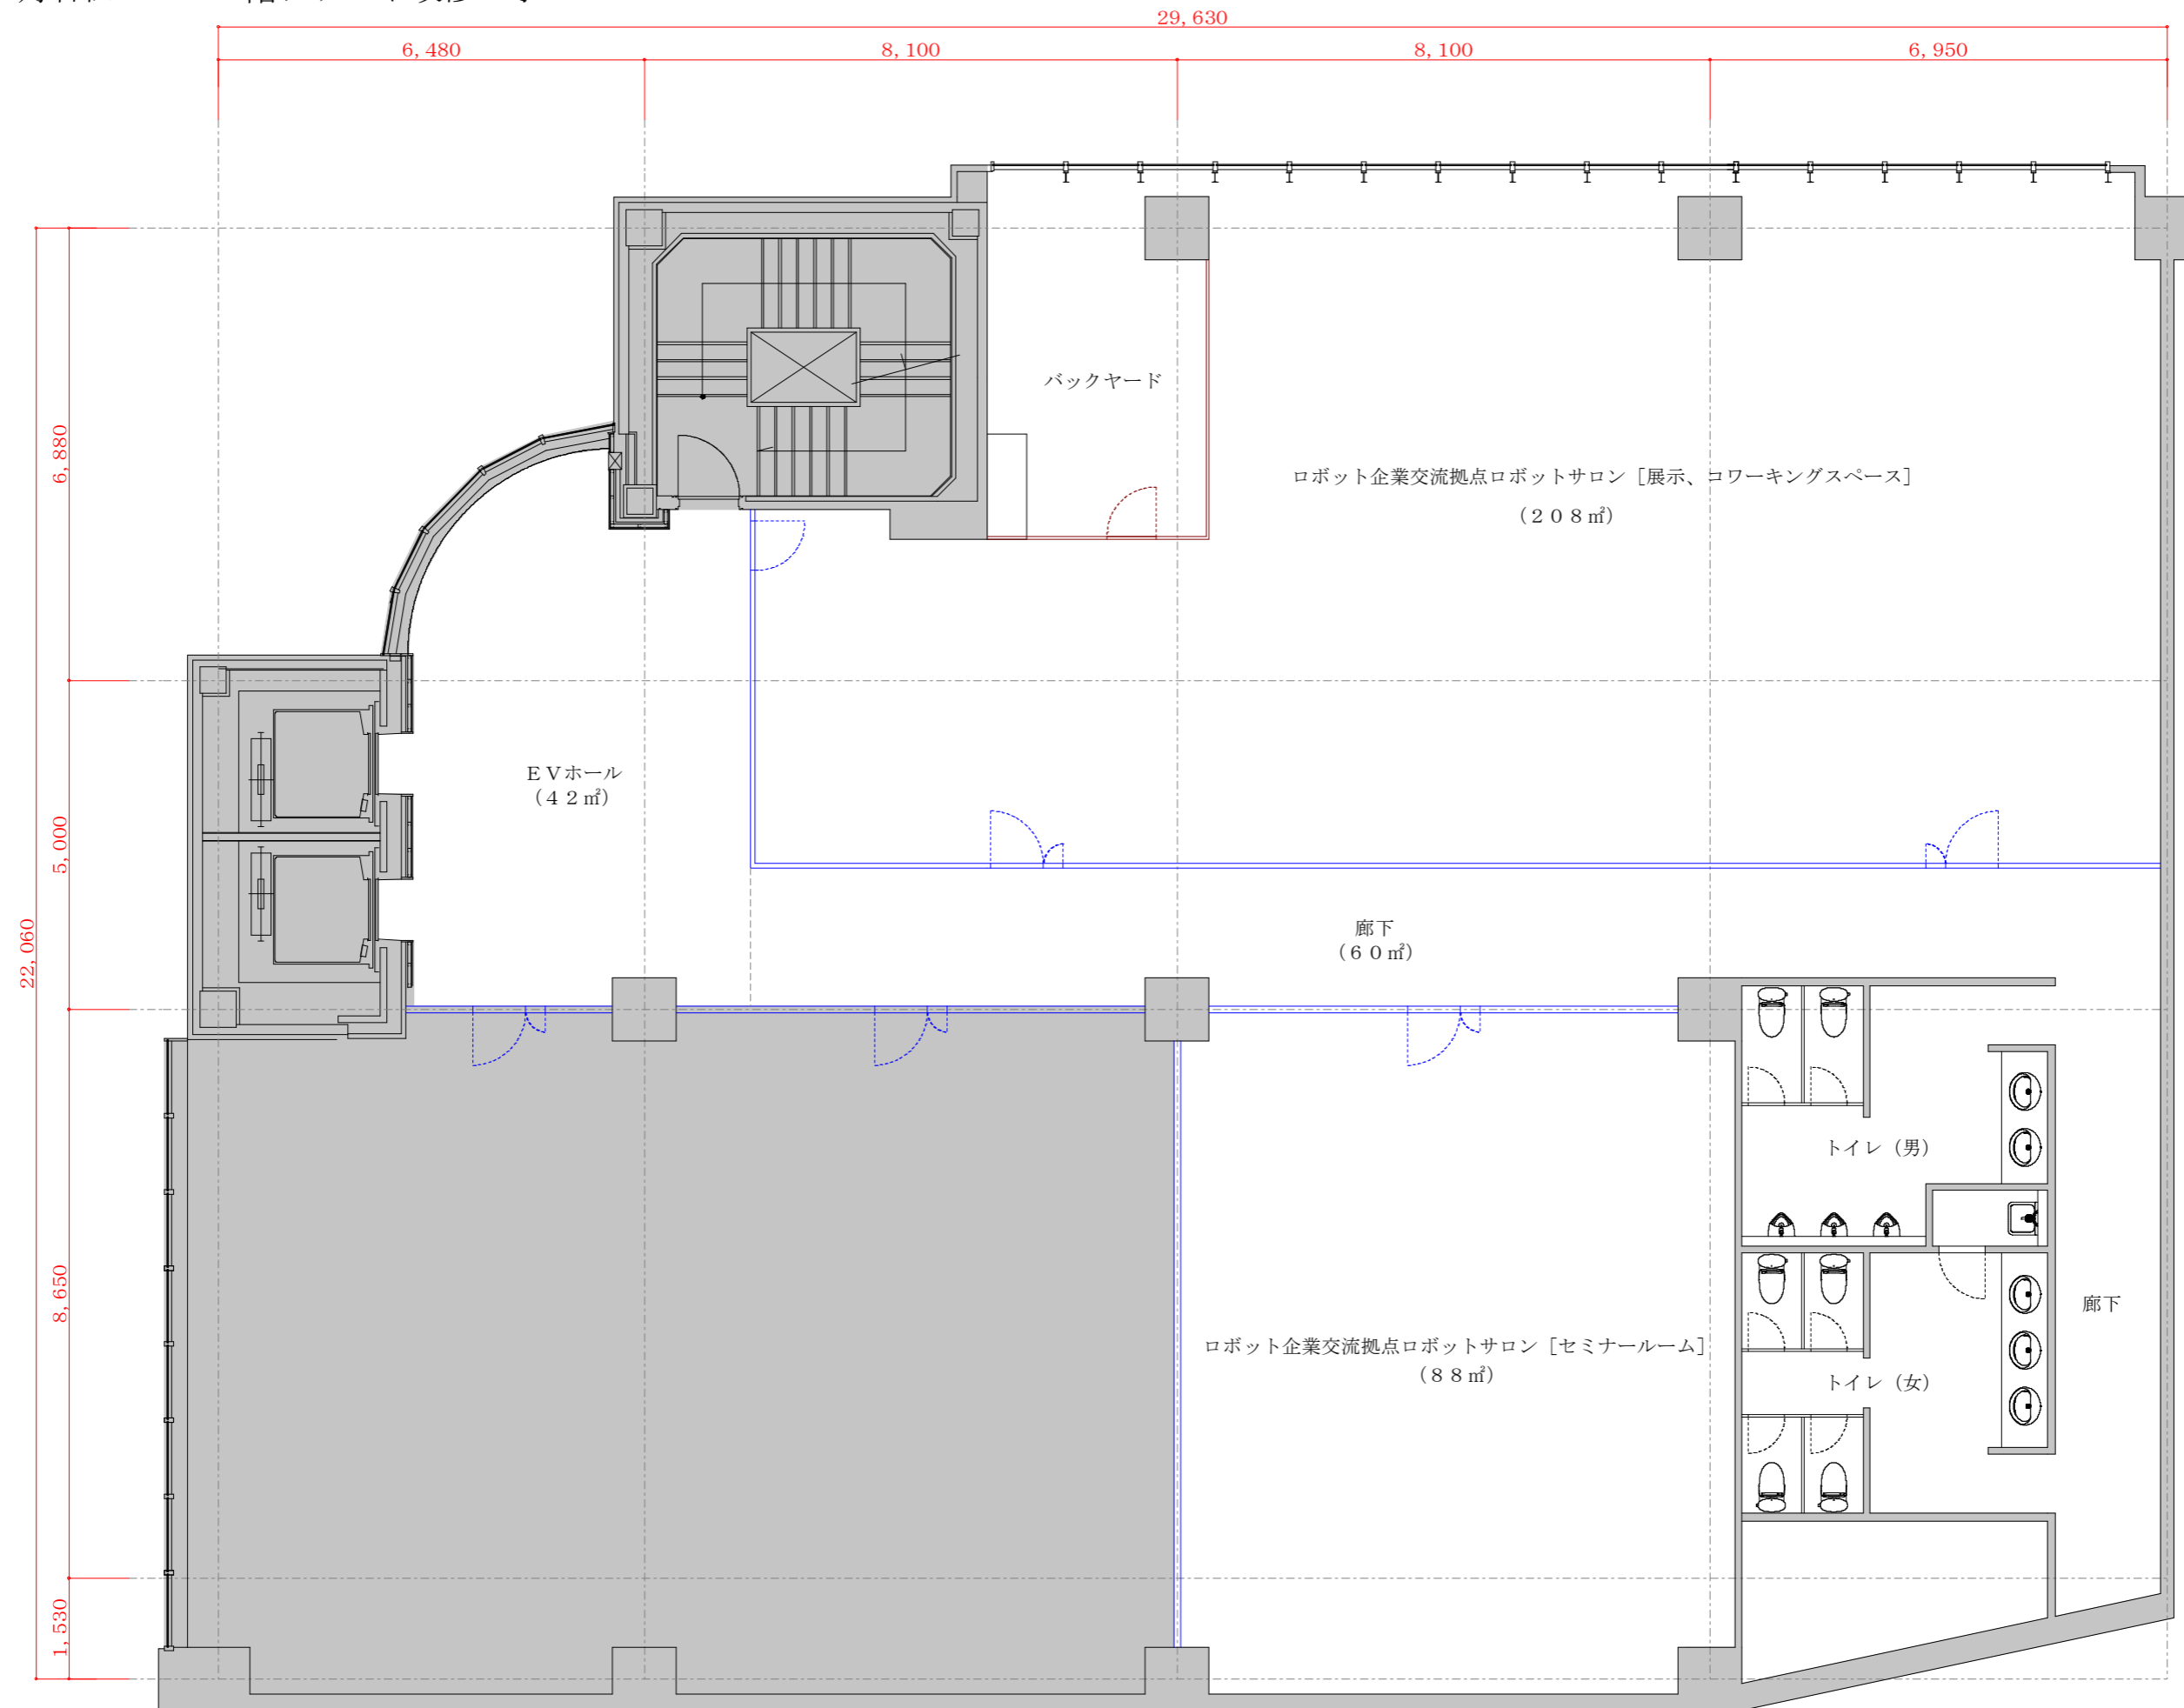 29,630
6,480
8,100
8,100
6,950
6,880
バックヤード
ロボット企業交流拠点ロボットサロン［展示、コワーキングスペース］
（２０８㎡）
ＥＶホール
（４２㎡）
5,000
22,060
廊下
（６０㎡）
トイレ（男）
8,650
廊下
ロボット企業交流拠点ロボットサロン［セミナールーム］
（８８㎡）
トイレ（女）
1,530